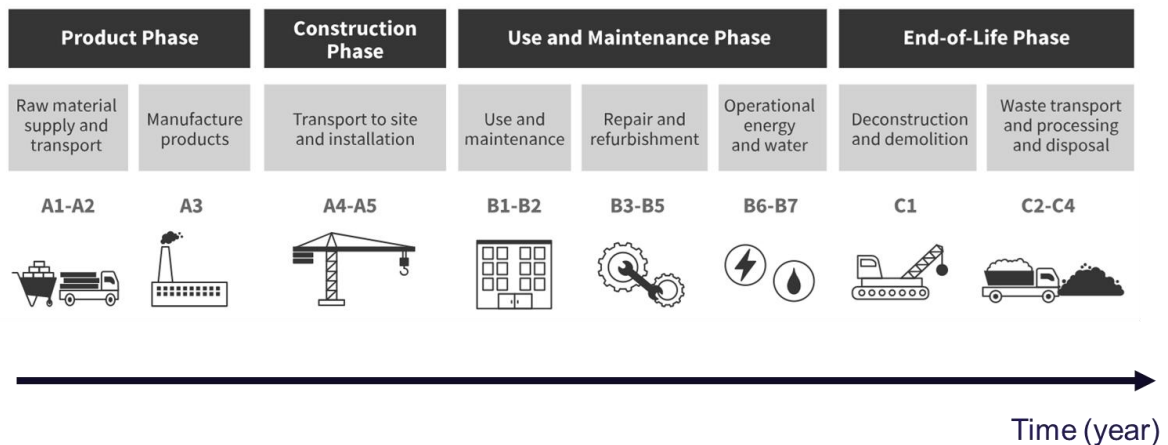 Product Phase
Construction
Phase
Use and Maintenance Phase
End-of-Life Phase
Raw material
supply and
transport
Manufacture
products
Transport to site
and installation
Use and
maintenance
Repair and
refurbishment
Operational
energy
and water
Deconstruction
and demolition
Waste transport
and processing
and disposal
A1-A2
A3
A4-A5
B1-B2
B3-B5
B6-B7
C1
C2-C4
Time (year)